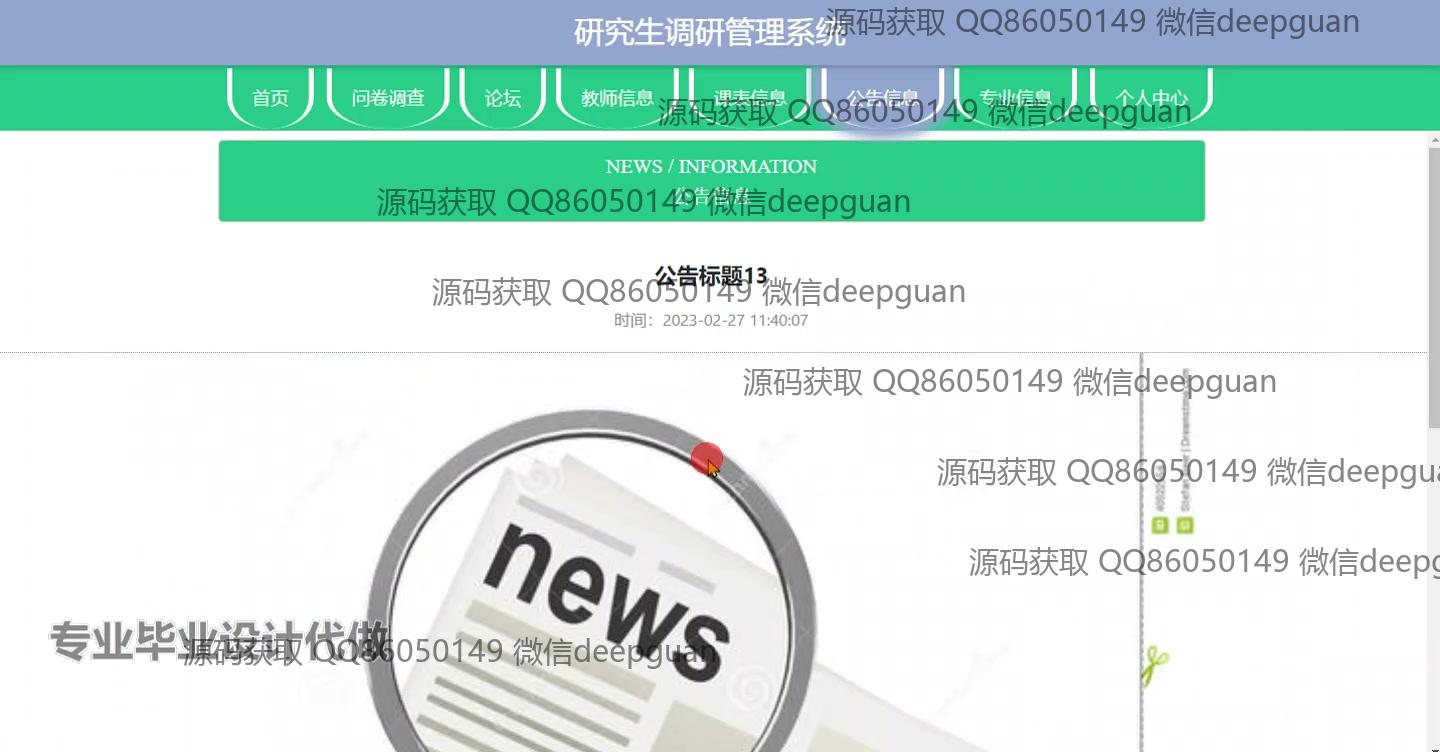 研究生调研管理系统
源码获取 QQ86050149 微信deepguan
首页 问卷调查 论坛 教师信息 课表信息 公告信息 专业信息 个人中心
源码获取 QQ86050149 微信deepguan
NEWS / INFORMATION
公告信息
源码获取 QQ86050149 微信deepguan
公告标题13
源码获取 QQ86050149 微信deepguan
时间：2023-02-27 11:40:07
源码获取 QQ86050149 微信deepguan
源码获取 QQ86050149 微信deepgua
news
源码获取 QQ86050149 微信deepg
专业毕业设计代做
源码获取 QQ86050149 微信deepguan